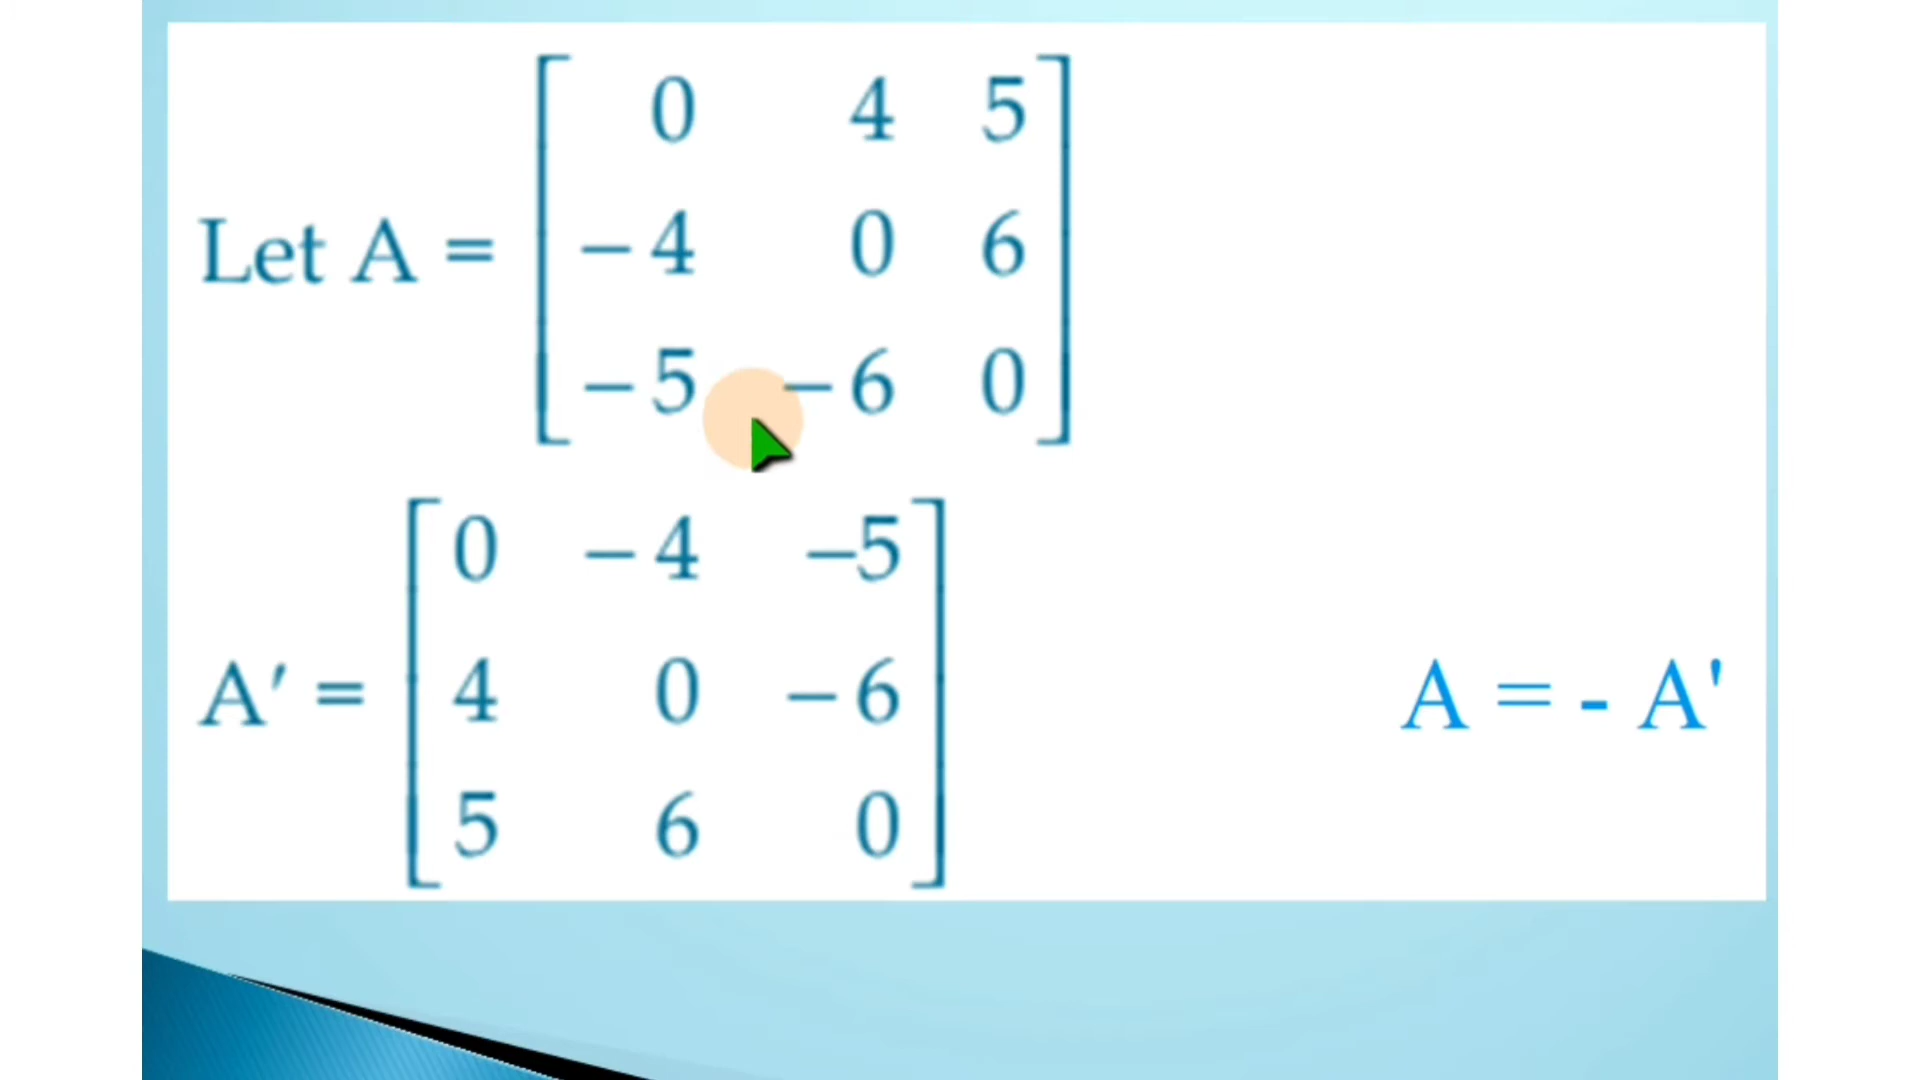 0 4 5
Let A = − 4 0 6
− 5 − 6 0
0 − 4 −5
A′ = 4 0 − 6
5 6 0
A = - A'